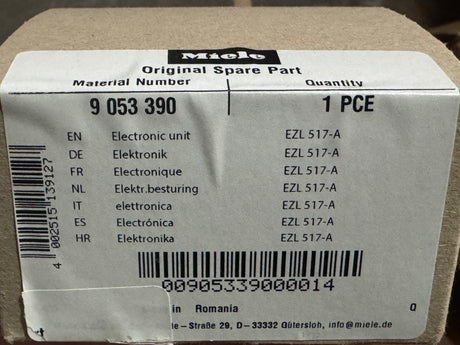 Miele
Original Spare Part
Material Number Quantity
9 053 390 1 PCE
EN Electronic unit EZL 517-A
DE Elektronik EZL 517-A
FR Electronique EZL 517-A
NL Elektr.besturing EZL 517-A
IT elettronica EZL 517-A
ES Electrónica EZL 517-A
HR Elektronika EZL 517-A
4 002515 139127
00905339000014
in Romania Q
-Straße 29, D-33332 Gütersloh, info@miele.de